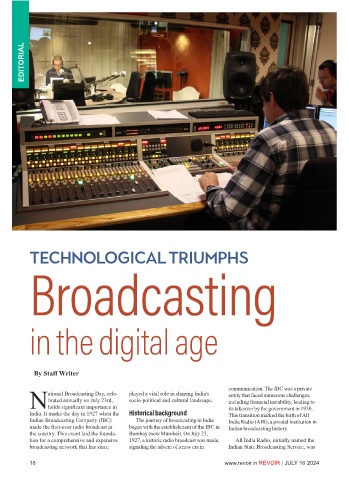 EDITORIAL
TECHNOLOGICAL TRIUMPHS
Broadcasting
in the digital age
By Staff Writer
National Broadcasting Day, cele-
brated annually on July 23rd,
holds significant importance in
India. It marks the day in 1927 when the
Indian Broadcasting Company (IBC)
made the first-ever radio broadcast in
the country. This event laid the founda-
tion for a comprehensive and expansive
broadcasting network that has since
played a vital role in shaping India's
socio-political and cultural landscape.
Historical background
The journey of broadcasting in India
began with the establishment of the IBC in
Bombay (now Mumbai). On July 23,
1927, a historic radio broadcast was made,
signaling the advent of a new era in
communication. The IBC was a private
entity that faced numerous challenges,
including financial instability, leading to
its takeover by the government in 1930.
This transition marked the birth of All
India Radio (AIR), a pivotal institution in
Indian broadcasting history.
All India Radio, initially named the
Indian State Broadcasting Service, was
16
www.revoir.in REVOIR | JULY 16 2024